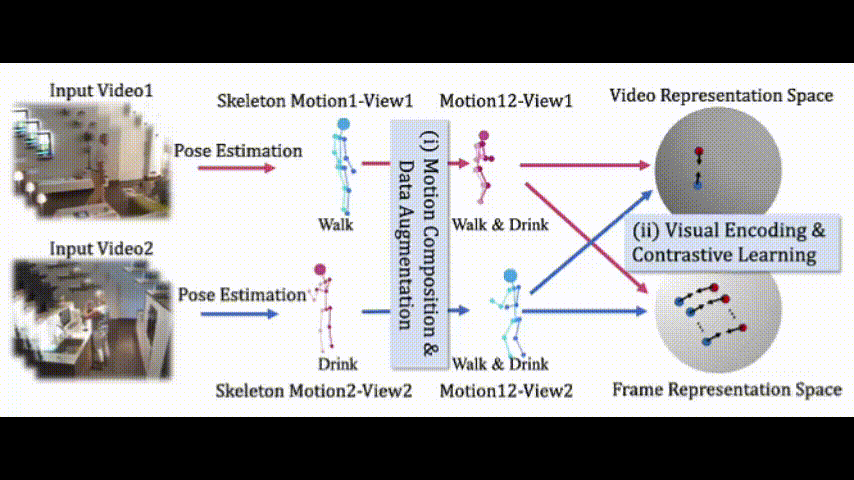 Input Video1
Skeleton Motion1-View1
Motion12-View1
Video Representation Space
Pose Estimation
Walk
Walk & Drink
(i) Motion Composition &
Data Augmentation
(ii) Visual Encoding &
Contrastive Learning
Input Video2
Pose Estimation
Drink
Walk & Drink
Skeleton Motion2-View2
Motion12-View2
Frame Representation Space